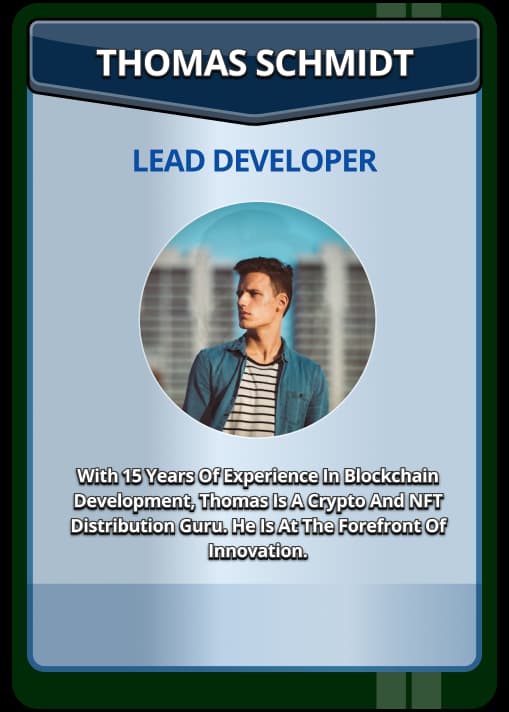 THOMAS SCHMIDT
LEAD DEVELOPER
With 15 Years Of Experience In Blockchain
Development, Thomas Is A Crypto And NFT
Distribution Guru. He Is At The Forefront Of
Innovation.